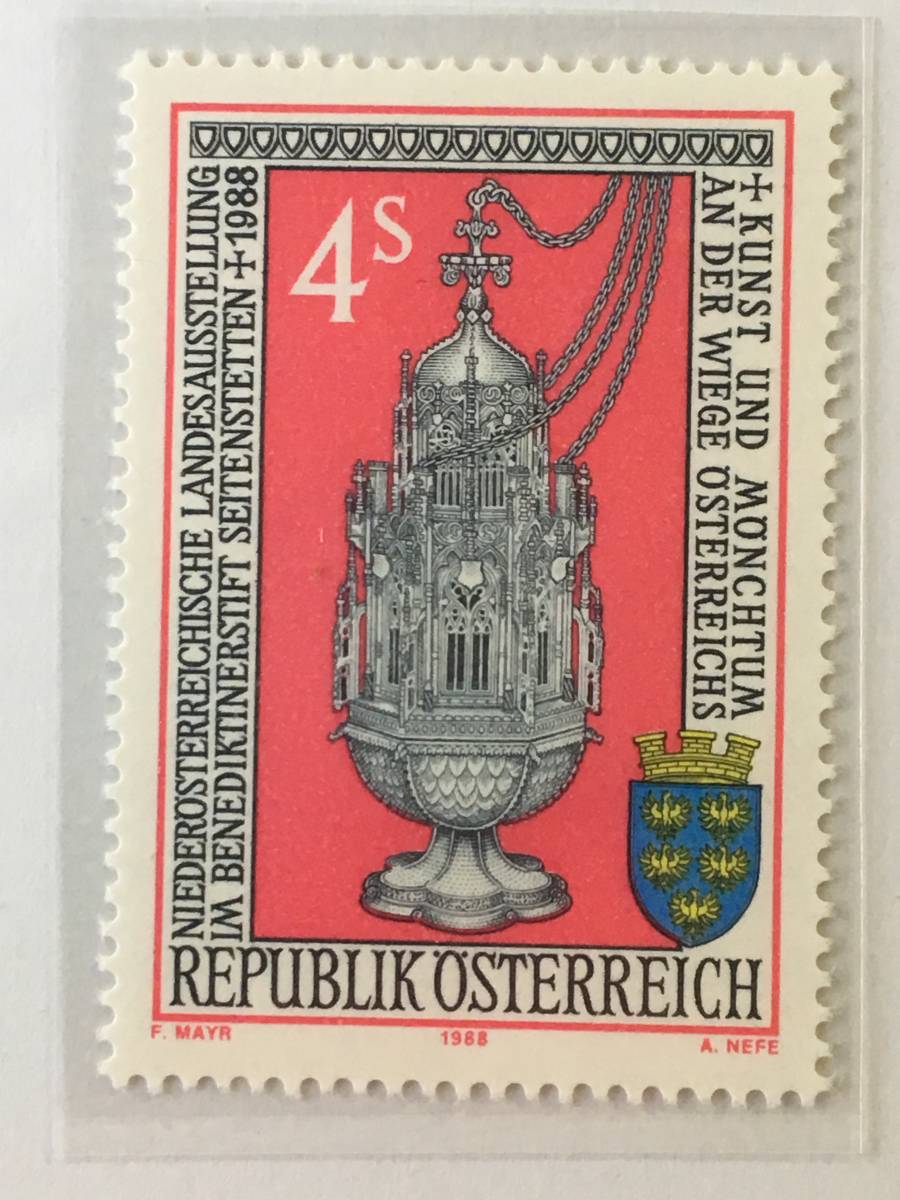 NIEDERÖSTERREICHISCHE LANDESAUSSTELLUNG
IM BENEDIKTINERSTIFT SEITENSTETTEN + 1988
4S
+ KUNST UND MÖNCHTUM
AN DER WIEGE ÖSTERREICHS
REPUBLIK ÖSTERREICH
F. MAYR 1988 A. NEFE